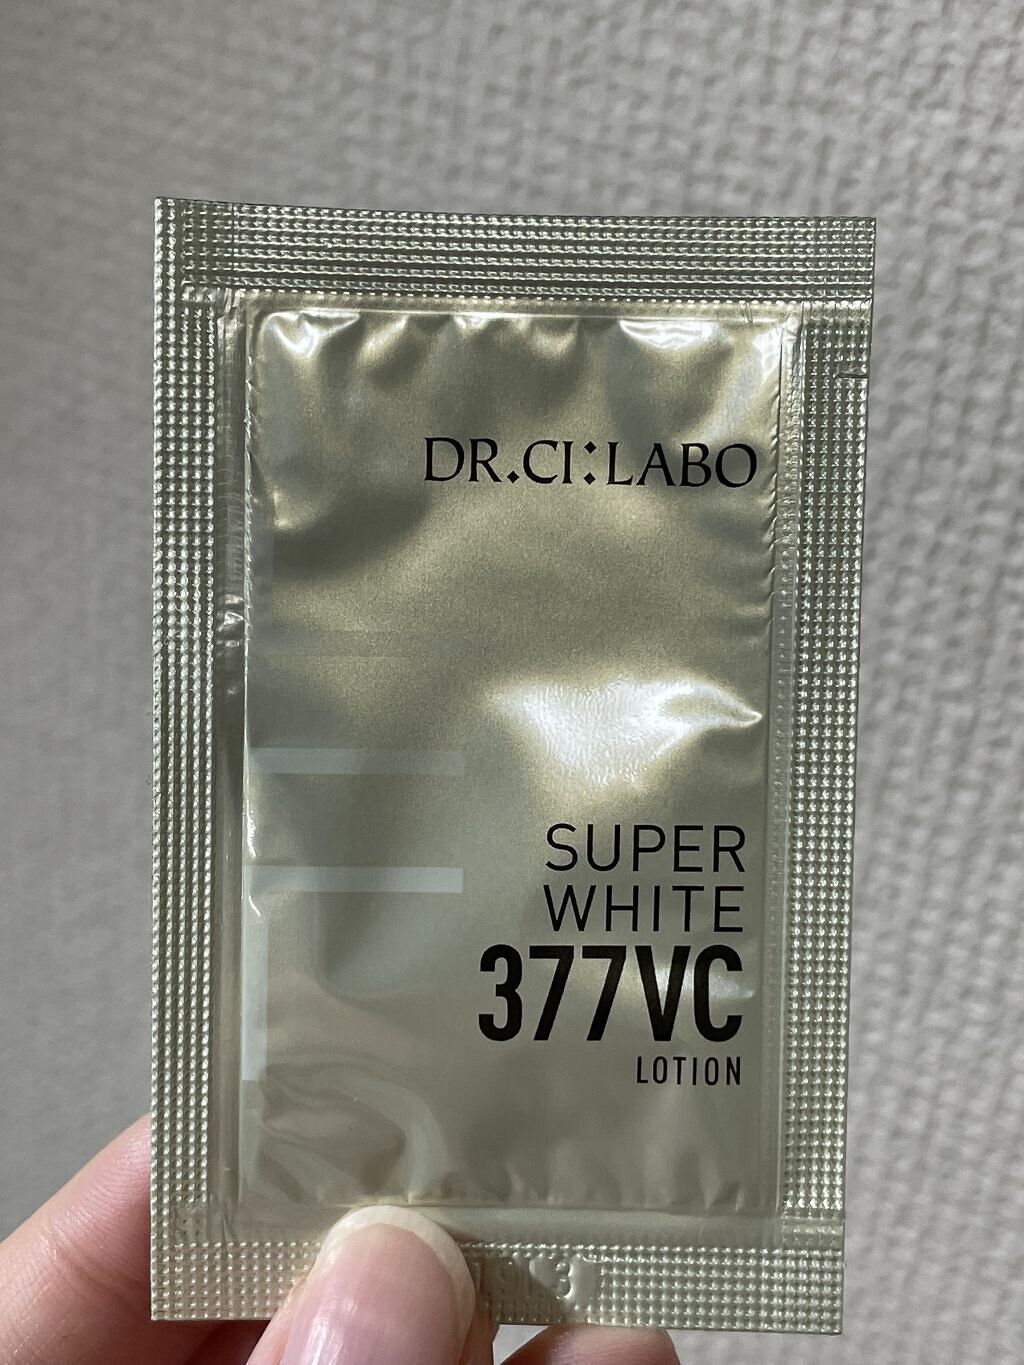 DR.CI:LABO
SUPER
WHITE
377VC
LOTION